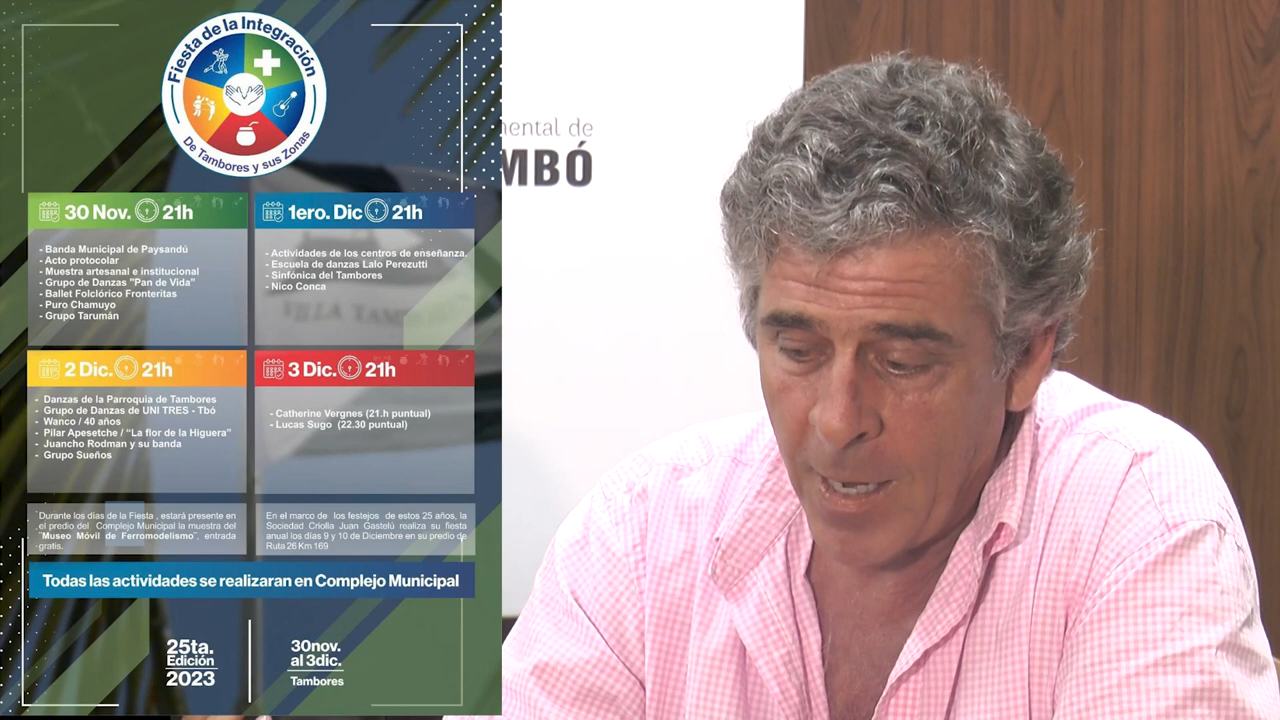 Fiesta de la Integración
De Tambores y sus Zonas
30 Nov. 21h
- Banda Municipal de Paysandú
- Acto protocolar
- Muestra artesanal e institucional
- Grupo de Danzas "Pan de Vida"
- Ballet Folclórico Fronteritas
- Puro Chamuyo
- Grupo Tarumán
1ero. Dic 21h
- Actividades de los centros de enseñanza.
- Escuela de danzas Lalo Perezutti
- Sinfónica del Tambores
- Nico Conca
VILLA TAMB
2 Dic. 21h
- Danzas de la Parroquia de Tambores
- Grupo de Danzas de UNI TRES - Tbó
- Wanco / 40 años
- Pilar Apesetche / “La flor de la Higuera”
- Juancho Rodman y su banda
- Grupo Sueños
3 Dic. 21h
- Catherine Vergnes (21.h puntual)
- Lucas Sugo (22.30 puntual)
Durante los días de la Fiesta , estará presente en
el predio del Complejo Municipal la muestra del
¨Museo Móvil de Ferromodelismo¨, entrada
gratis.
En el marco de los festejos de estos 25 años, la
Sociedad Criolla Juan Gastelú realiza su fiesta
anual los días 9 y 10 de Diciembre en su predio de
Ruta 26 Km 169
Todas las actividades se realizaran en Complejo Municipal
25ta.
Edición
2023
30nov.
al 3dic.
Tambores
ental de
MBÓ